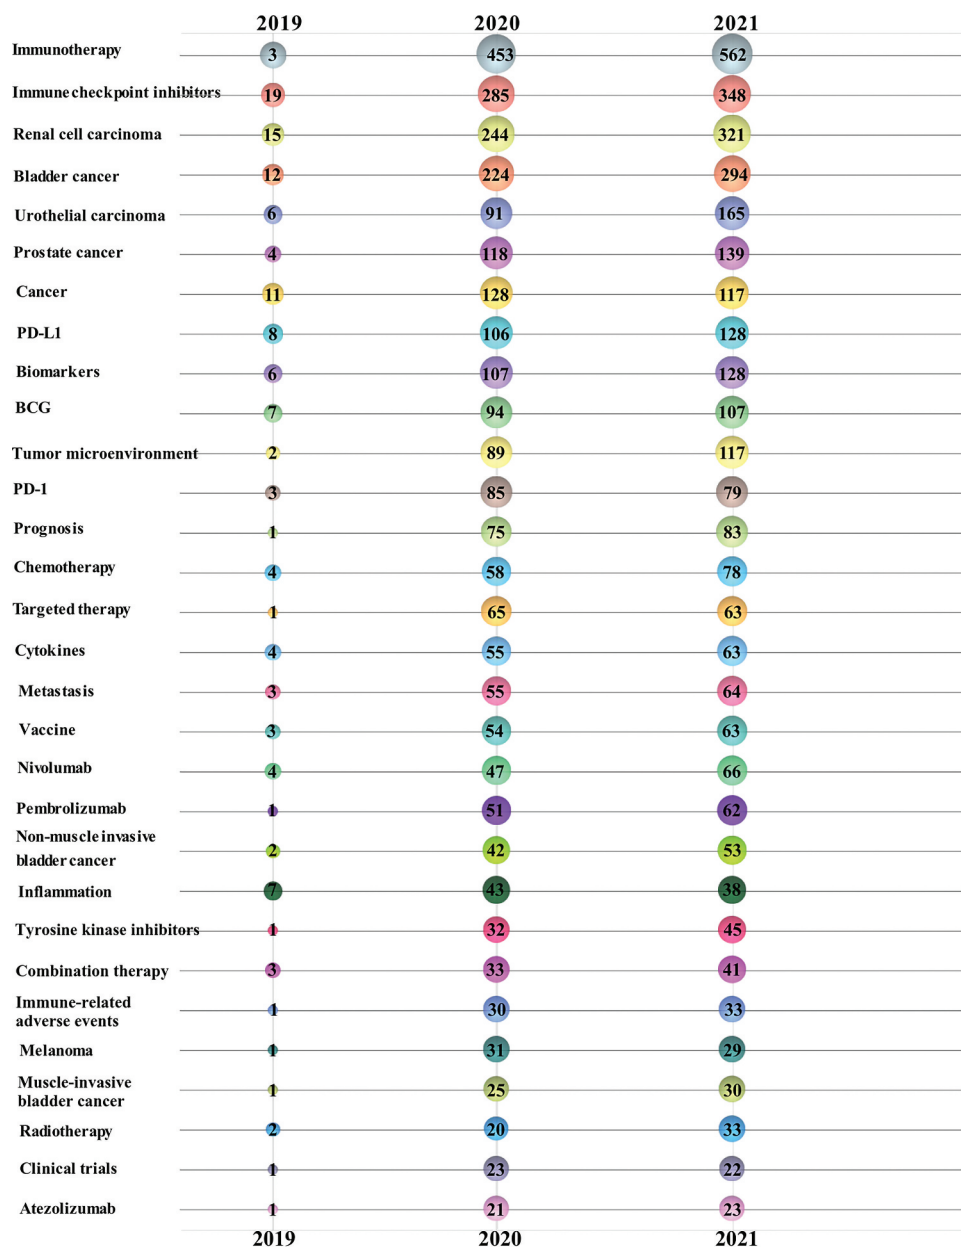 2019 2020 2021
Immunotherapy 3 453 562
Immune checkpoint inhibitors 19 285 348
Renal cell carcinoma 15 244 321
Bladder cancer 12 224 294
Urothelial carcinoma 6 91 165
Prostate cancer 4 118 139
Cancer 11 128 117
PD-L1 8 106 128
Biomarkers 6 107 128
BCG 7 94 107
Tumor microenvironment 2 89 117
PD-1 3 85 79
Prognosis 1 75 83
Chemotherapy 4 58 78
Targeted therapy 1 65 63
Cytokines 4 55 63
Metastasis 3 55 64
Vaccine 3 54 63
Nivolumab 4 47 66
Pembrolizumab 1 51 62
Non-muscle invasive
bladder cancer 2 42 53
Inflammation 7 43 38
Tyrosine kinase inhibitors 1 32 45
Combination therapy 3 33 41
Immune-related
adverse events 1 30 33
Melanoma 1 31 29
Muscle-invasive
bladder cancer 1 25 30
Radiotherapy 2 20 33
Clinical trials 1 23 22
Atezolizumab 1 21 23
2019 2020 2021